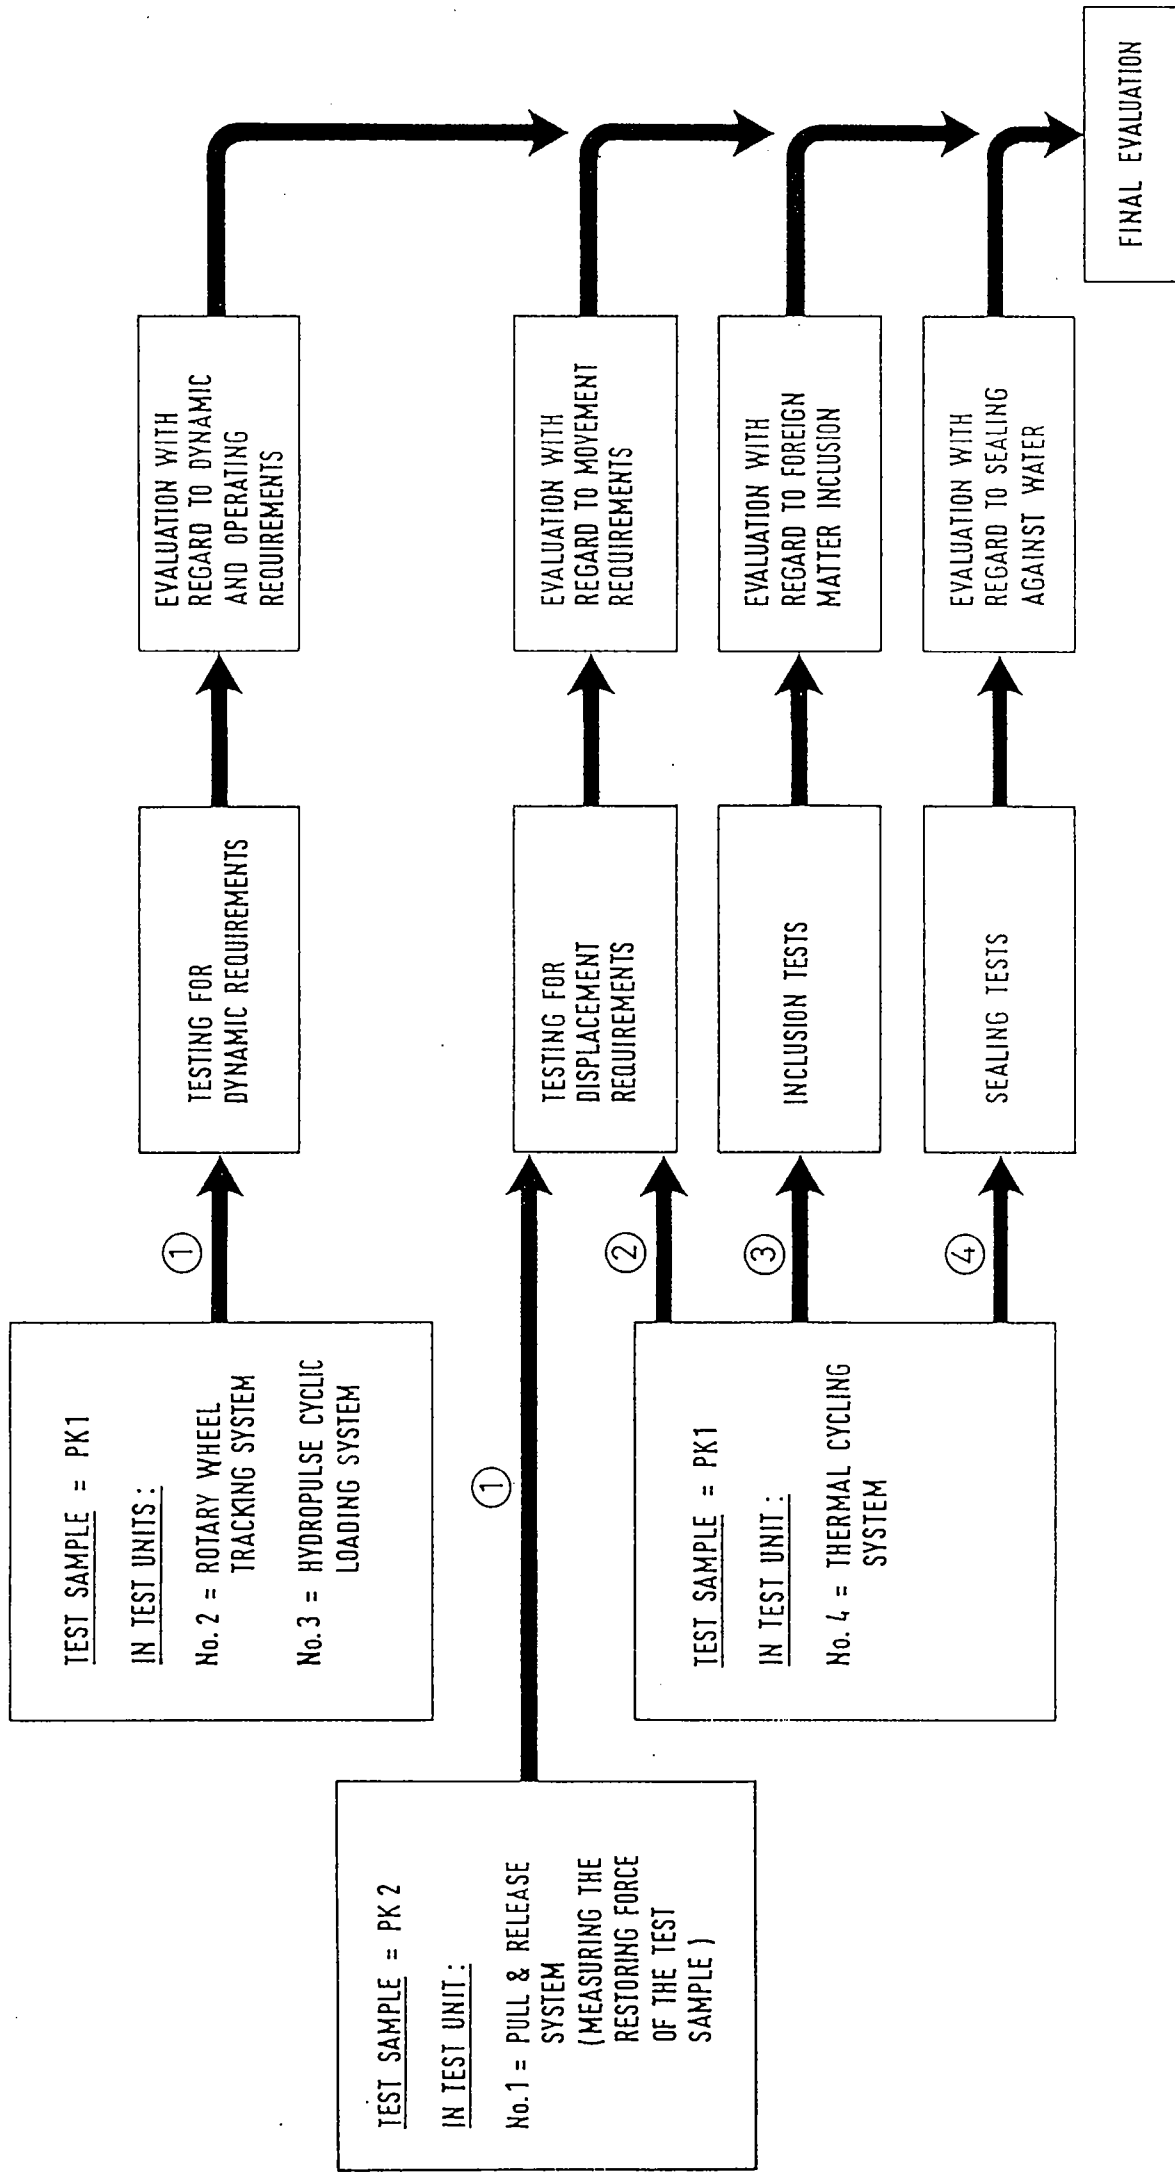 TEST SAMPLE = PK1
IN TEST UNITS:
No. 2 = ROTARY WHEEL
TRACKING SYSTEM
No. 3 = HYDROPULSE CYCLIC
LOADING SYSTEM
①
TESTING FOR
DYNAMIC REQUIREMENTS
EVALUATION WITH
REGARD TO DYNAMIC
AND OPERATING
REQUIREMENTS
TEST SAMPLE = PK 2
IN TEST UNIT:
No. 1 = PULL & RELEASE
SYSTEM
(MEASURING THE
RESTORING FORCE
OF THE TEST
SAMPLE)
①
TESTING FOR
DISPLACEMENT
REQUIREMENTS
EVALUATION WITH
REGARD TO MOVEMENT
REQUIREMENTS
TEST SAMPLE = PK1
IN TEST UNIT:
No. 4 = THERMAL CYCLING
SYSTEM
②
③
INCLUSION TESTS
EVALUATION WITH
REGARD TO FOREIGN
MATTER INCLUSION
④
SEALING TESTS
EVALUATION WITH
REGARD TO SEALING
AGAINST WATER
FINAL EVALUATION